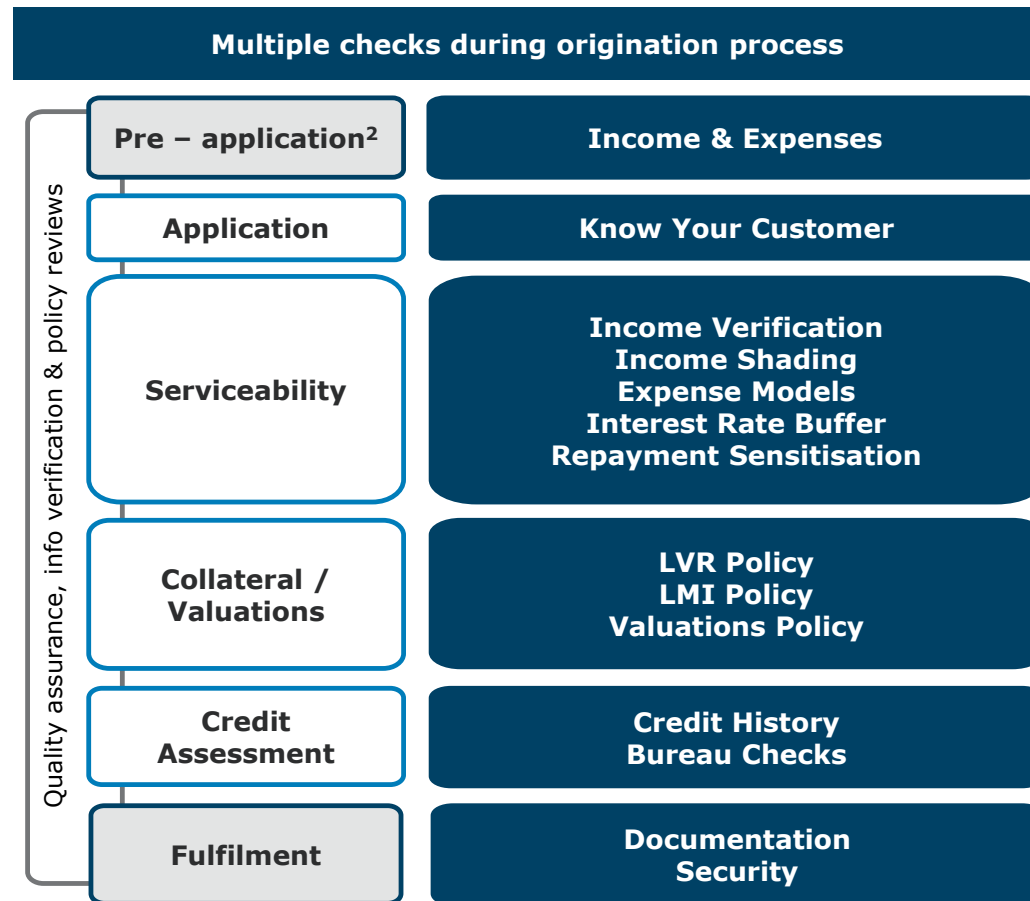 Multiple checks during origination process
Quality assurance, info verification & policy reviews
Pre – application²
Income & Expenses
Application
Know Your Customer
Serviceability
Income Verification
Income Shading
Expense Models
Interest Rate Buffer
Repayment Sensitisation
Collateral /
Valuations
LVR Policy
LMI Policy
Valuations Policy
Credit
Assessment
Credit History
Bureau Checks
Fulfilment
Documentation
Security